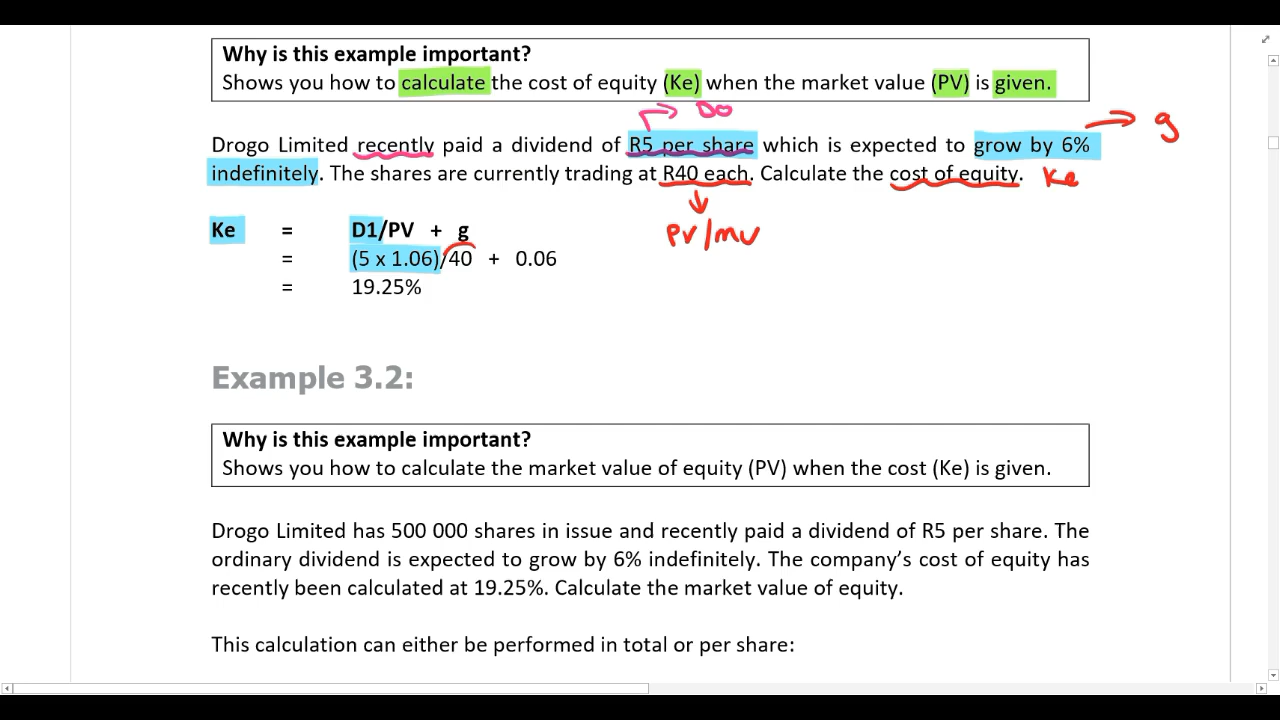 Why is this example important?
Shows you how to calculate the cost of equity (Ke) when the market value (PV) is given.
Do
g
Drogo Limited recently paid a dividend of R5 per share which is expected to grow by 6%
indefinitely. The shares are currently trading at R40 each. Calculate the cost of equity. Ke
PV/MV
Ke = D1/PV + g
= (5 x 1.06)/40 + 0.06
= 19.25%
Example 3.2:
Why is this example important?
Shows you how to calculate the market value of equity (PV) when the cost (Ke) is given.
Drogo Limited has 500 000 shares in issue and recently paid a dividend of R5 per share. The
ordinary dividend is expected to grow by 6% indefinitely. The company's cost of equity has
recently been calculated at 19.25%. Calculate the market value of equity.
This calculation can either be performed in total or per share: